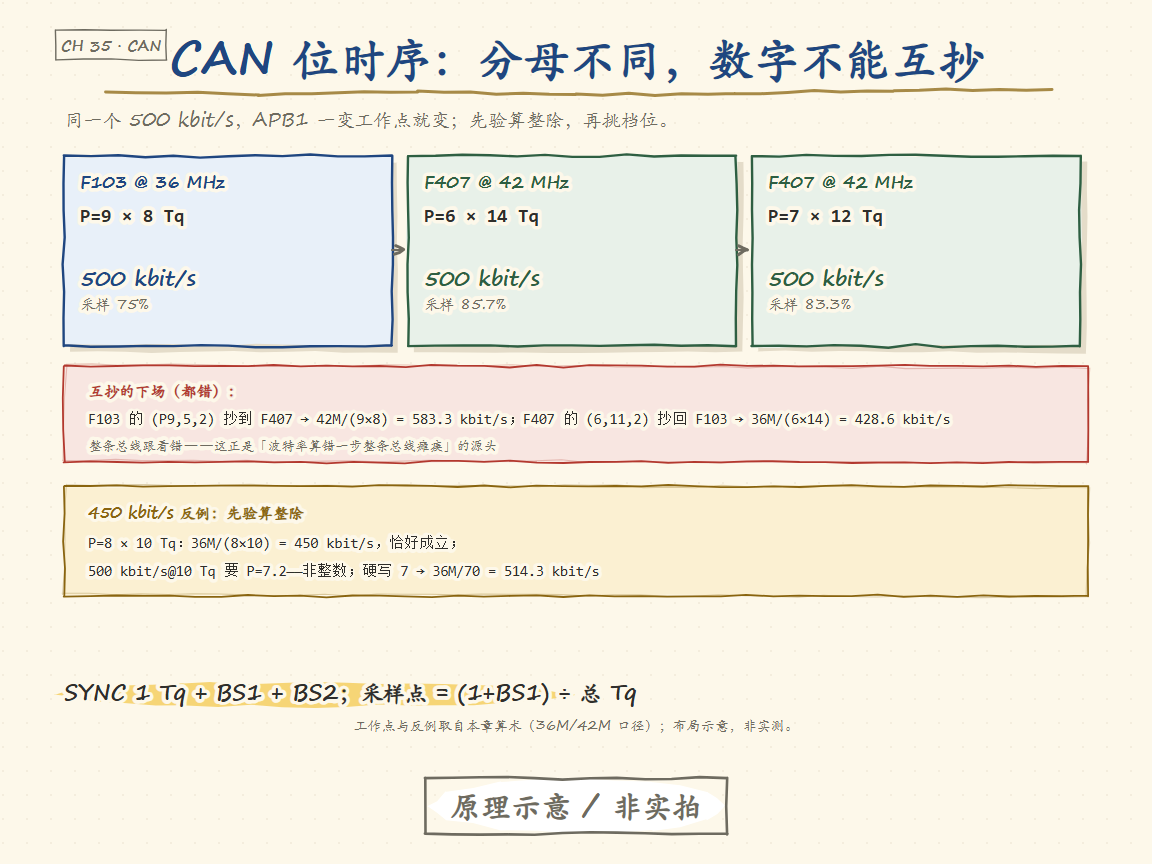 CH 35 · CAN
CAN 位时序：分母不同，数字不能互抄
同一个 500 kbit/s，APB1 一变工作点就变；先验算整除，再挑档位。
F103 @ 36 MHz
P=9 × 8 Tq
500 kbit/s
采样 75%
F407 @ 42 MHz
P=6 × 14 Tq
500 kbit/s
采样 85.7%
F407 @ 42 MHz
P=7 × 12 Tq
500 kbit/s
采样 83.3%
互抄的下场（都错）：
F103 的 (P9,5,2) 抄到 F407 → 42M/(9×8) = 583.3 kbit/s；F407 的 (6,11,2) 抄回 F103 → 36M/(6×14) = 428.6 kbit/s
整条总线跟着错——这正是「波特率算错一步整条总线瘫痪」的源头
450 kbit/s 反例：先验算整除
P=8 × 10 Tq：36M/(8×10) = 450 kbit/s，恰好成立；
500 kbit/s@10 Tq 要 P=7.2——非整数；硬写 7 → 36M/70 = 514.3 kbit/s
SYNC 1 Tq + BS1 + BS2；采样点 = (1+BS1) ÷ 总 Tq
工作点与反例取自本章算术（36M/42M 口径）；布局示意，非实测。
原理示意 / 非实拍